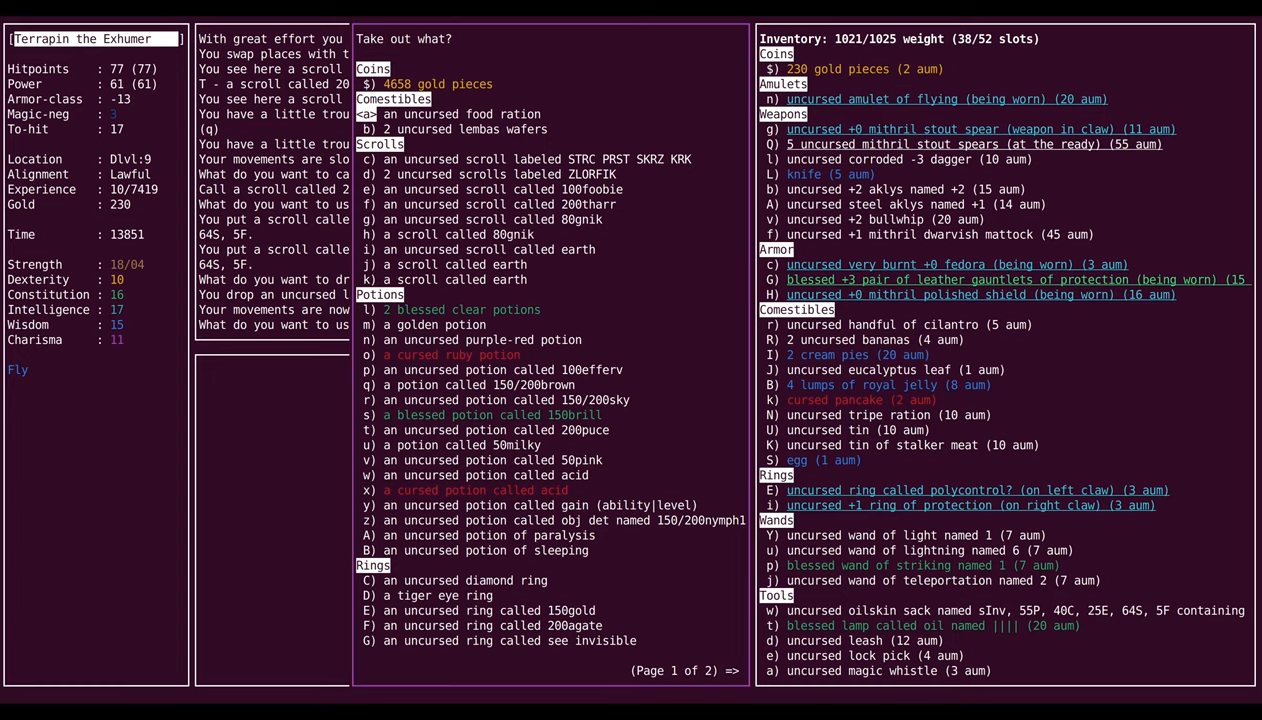 [Terrapin the Exhumer ]
Hitpoints : 77 (77)
Power : 61 (61)
Armor-class : -13
Magic-neg : 3
To-hit : 17
Location : Dlvl:9
Alignment : Lawful
Experience : 10/7419
Gold : 230
Time : 13851
Strength : 18/04
Dexterity : 10
Constitution : 16
Intelligence : 17
Wisdom : 15
Charisma : 11
Fly
With great effort you
You swap places with t
You see here a scroll
T - a scroll called 20
You see here a scroll
You have a little trou
(q)
You have a little trou
Your movements are slo
What do you want to ca
Call a scroll called 2
What do you want to us
You put a scroll calle
64S, 5F.
You put a scroll calle
64S, 5F.
What do you want to dr
You drop an uncursed l
Your movements are now
What do you want to us
Take out what?
Coins
$) 4658 gold pieces
Comestibles
<a> an uncursed food ration
b) 2 uncursed lembas wafers
Scrolls
c) an uncursed scroll labeled STRC PRST SKRZ KRK
d) 2 uncursed scrolls labeled ZLORFIK
e) an uncursed scroll called 100foobie
f) an uncursed scroll called 200tharr
g) an uncursed scroll called 80gnik
h) a scroll called 80gnik
i) an uncursed scroll called earth
j) a scroll called earth
k) a scroll called earth
Potions
l) 2 blessed clear potions
m) a golden potion
n) an uncursed purple-red potion
o) a cursed ruby potion
p) an uncursed potion called 100efferv
q) a potion called 150/200brown
r) an uncursed potion called 150/200sky
s) a blessed potion called 150brill
t) an uncursed potion called 200puce
u) a potion called 50milky
v) an uncursed potion called 50pink
w) an uncursed potion called acid
x) a cursed potion called acid
y) an uncursed potion called gain (ability|level)
z) an uncursed potion called obj det named 150/200nymph1
A) an uncursed potion of paralysis
B) an uncursed potion of sleeping
Rings
C) an uncursed diamond ring
D) a tiger eye ring
E) an uncursed ring called 150gold
F) an uncursed ring called 200agate
G) an uncursed ring called see invisible
(Page 1 of 2) =>
Inventory: 1021/1025 weight (38/52 slots)
Coins
$) 230 gold pieces (2 aum)
Amulets
n) uncursed amulet of flying (being worn) (20 aum)
Weapons
g) uncursed +0 mithril stout spear (weapon in claw) (11 aum)
Q) 5 uncursed mithril stout spears (at the ready) (55 aum)
l) uncursed corroded -3 dagger (10 aum)
L) knife (5 aum)
b) uncursed +2 aklys named +2 (15 aum)
A) uncursed steel aklys named +1 (14 aum)
v) uncursed +2 bullwhip (20 aum)
f) uncursed +1 mithril dwarvish mattock (45 aum)
Armor
c) uncursed very burnt +0 fedora (being worn) (3 aum)
G) blessed +3 pair of leather gauntlets of protection (being worn) (15
H) uncursed +0 mithril polished shield (being worn) (16 aum)
Comestibles
r) uncursed handful of cilantro (5 aum)
R) 2 uncursed bananas (4 aum)
I) 2 cream pies (20 aum)
J) uncursed eucalyptus leaf (1 aum)
B) 4 lumps of royal jelly (8 aum)
k) cursed pancake (2 aum)
N) uncursed tripe ration (10 aum)
U) uncursed tin (10 aum)
K) uncursed tin of stalker meat (10 aum)
S) egg (1 aum)
Rings
E) uncursed ring called polycontrol? (on left claw) (3 aum)
i) uncursed +1 ring of protection (on right claw) (3 aum)
Wands
Y) uncursed wand of light named 1 (7 aum)
u) uncursed wand of lightning named 6 (7 aum)
p) blessed wand of striking named 1 (7 aum)
j) uncursed wand of teleportation named 2 (7 aum)
Tools
w) uncursed oilskin sack named sInv, 55P, 40C, 25E, 64S, 5F containing
t) blessed lamp called oil named |||| (20 aum)
d) uncursed leash (12 aum)
e) uncursed lock pick (4 aum)
a) uncursed magic whistle (3 aum)